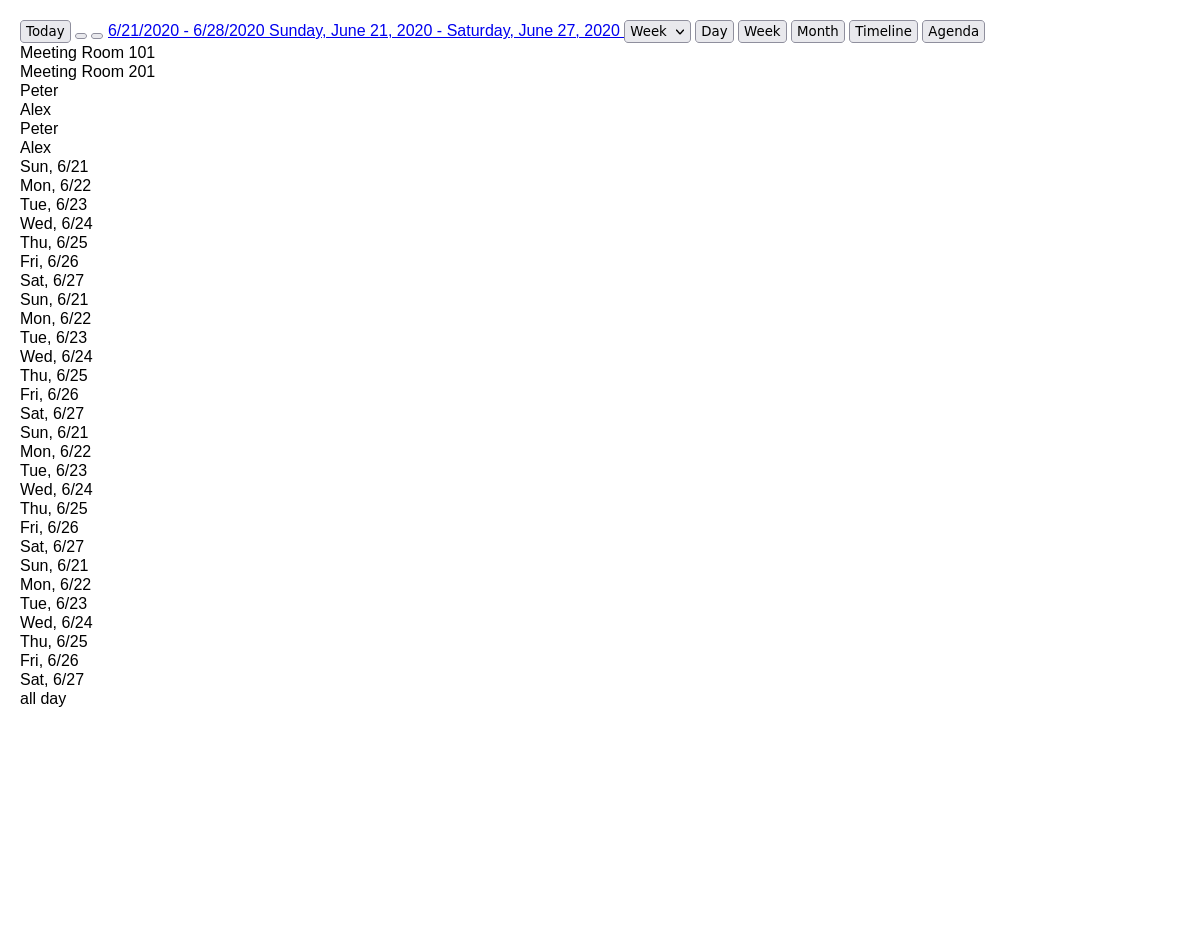 Today 6/21/2020 - 6/28/2020 Sunday, June 21, 2020 - Saturday, June 27, 2020 Week Day Week Month Timeline Agenda
Meeting Room 101
Meeting Room 201
Peter
Alex
Peter
Alex
Sun, 6/21
Mon, 6/22
Tue, 6/23
Wed, 6/24
Thu, 6/25
Fri, 6/26
Sat, 6/27
Sun, 6/21
Mon, 6/22
Tue, 6/23
Wed, 6/24
Thu, 6/25
Fri, 6/26
Sat, 6/27
Sun, 6/21
Mon, 6/22
Tue, 6/23
Wed, 6/24
Thu, 6/25
Fri, 6/26
Sat, 6/27
Sun, 6/21
Mon, 6/22
Tue, 6/23
Wed, 6/24
Thu, 6/25
Fri, 6/26
Sat, 6/27
all day